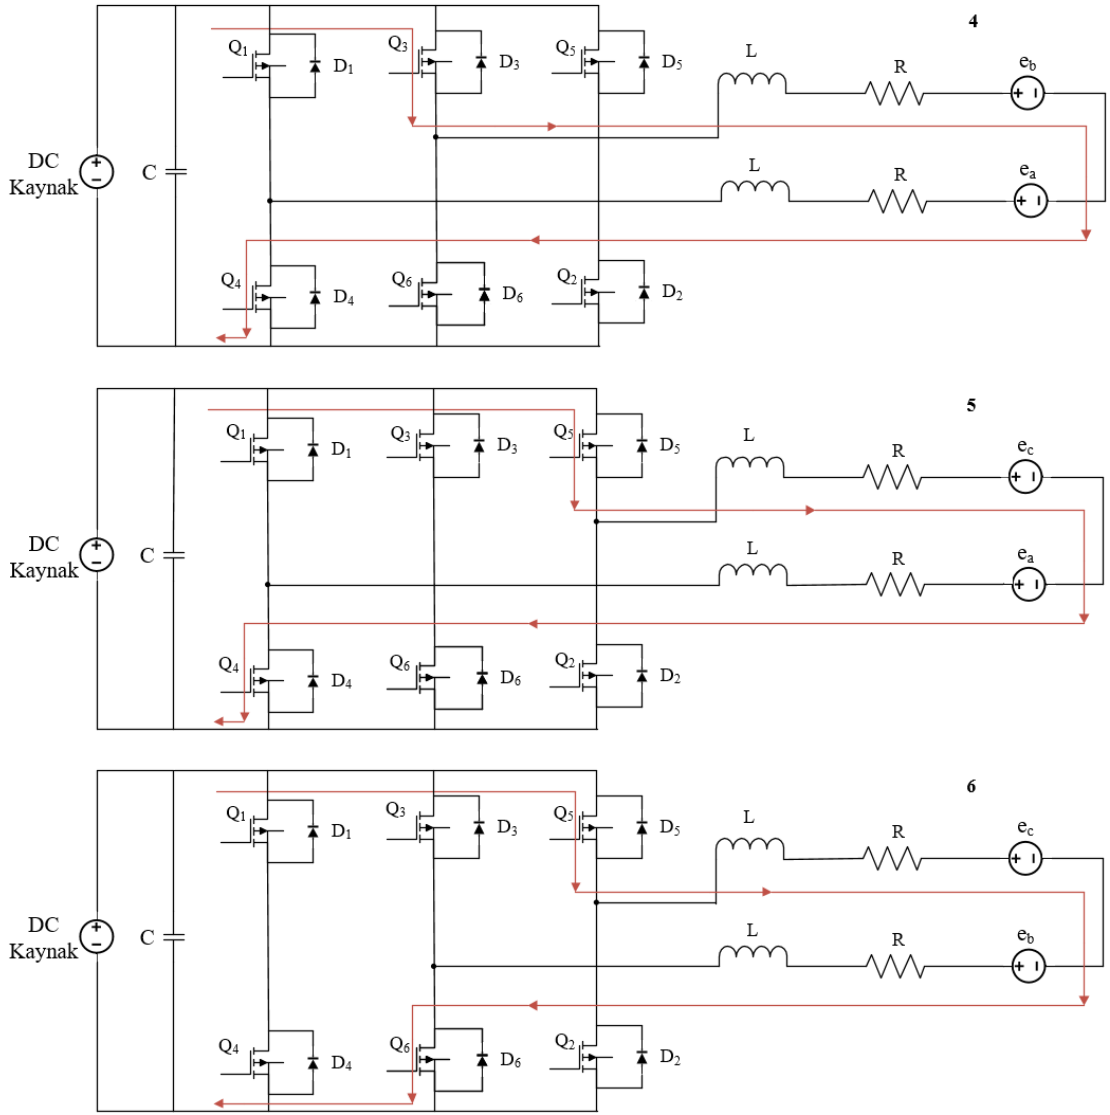 4
Q1 D1 Q3 D3 Q5 D5 L R eb
+ -
DC
Kaynak
+
-
C
L R ea
+ -
Q4 D4 Q6 D6 Q2 D2
5
Q1 D1 Q3 D3 Q5 D5 L R ec
+ -
DC
Kaynak
+
-
C
L R ea
+ -
Q4 D4 Q6 D6 Q2 D2
6
Q1 D1 Q3 D3 Q5 D5 L R ec
+ -
DC
Kaynak
+
-
C
L R eb
+ -
Q4 D4 Q6 D6 Q2 D2